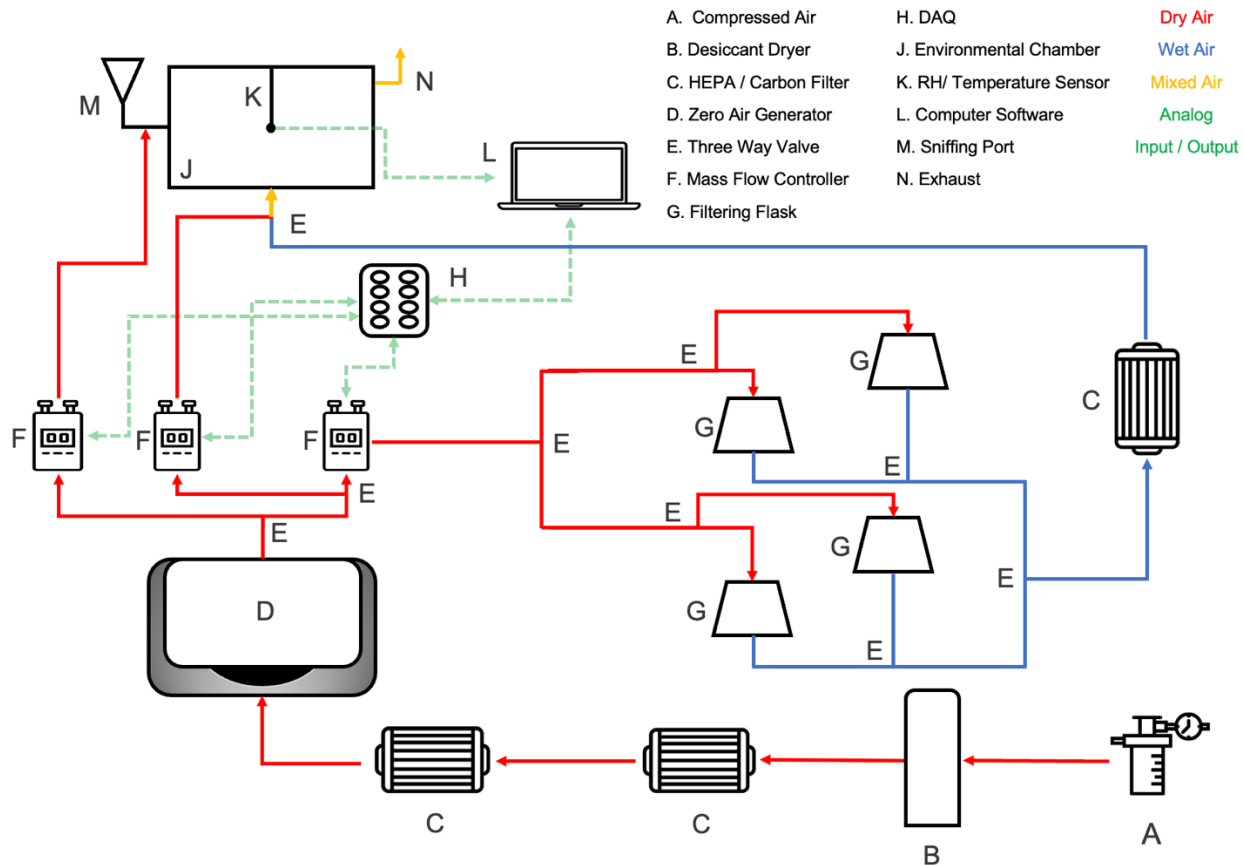 A. Compressed Air
B. Desiccant Dryer
C. HEPA / Carbon Filter
D. Zero Air Generator
E. Three Way Valve
F. Mass Flow Controller
G. Filtering Flask
H. DAQ
J. Environmental Chamber
K. RH/ Temperature Sensor
L. Computer Software
M. Sniffing Port
N. Exhaust
Dry Air
Wet Air
Mixed Air
Analog
Input / Output
M
K
N
J
L
E
H
E
G
C
G
F
F
F
E
E
E
E
G
E
E
D
G
E
C
C
B
A